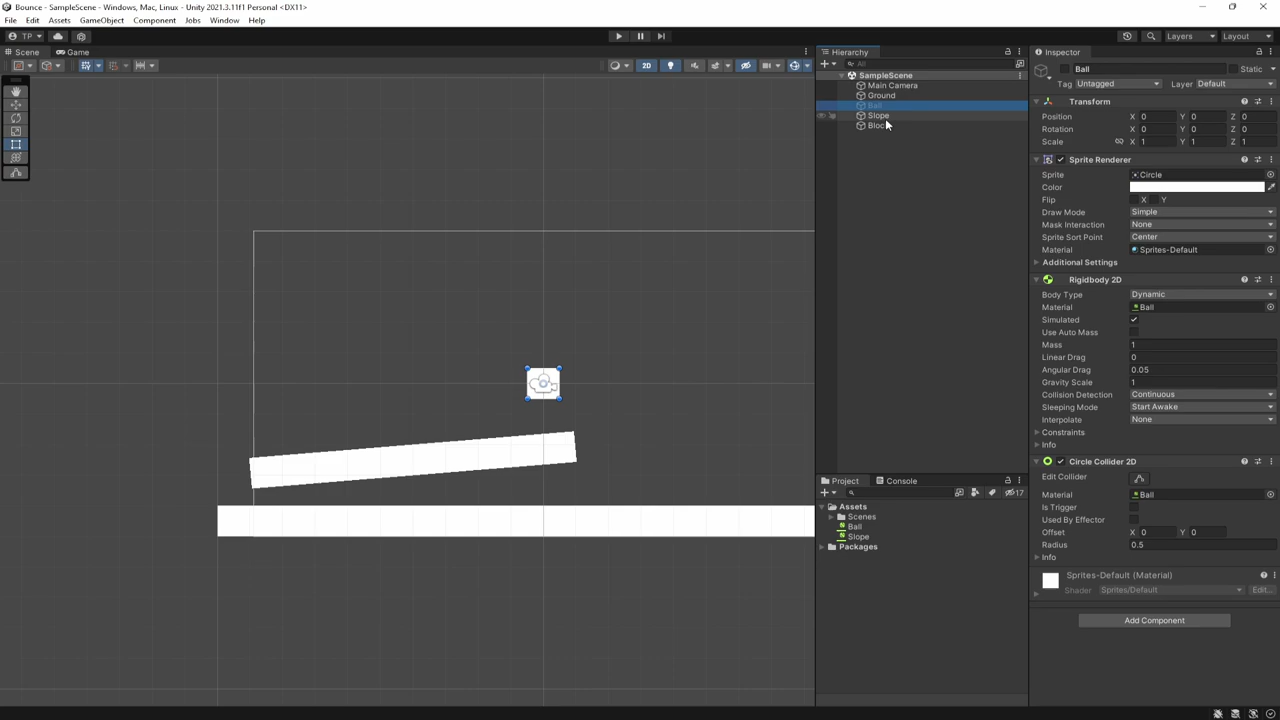 Bounce - SampleScene - Windows, Mac, Linux - Unity 2021.3.11f1 Personal <DX11>
File Edit Assets GameObject Component Jobs Window Help
TP Layers Layout
Scene Game
2D
Hierarchy
All
SampleScene
Main Camera
Ground
Ball
Slope
Bloc
Project Console
17
Assets
Scenes
Ball
Slope
Packages
Inspector
Ball Static
Tag Untagged Layer Default
Transform
Position X 0 Y 0 Z 0
Rotation X 0 Y 0 Z 0
Scale X 1 Y 1 Z 1
Sprite Renderer
Sprite Circle
Color
Flip X Y
Draw Mode Simple
Mask Interaction None
Sprite Sort Point Center
Material Sprites-Default
Additional Settings
Rigidbody 2D
Body Type Dynamic
Material Ball
Simulated
Use Auto Mass
Mass 1
Linear Drag 0
Angular Drag 0.05
Gravity Scale 1
Collision Detection Continuous
Sleeping Mode Start Awake
Interpolate None
Constraints
Info
Circle Collider 2D
Edit Collider
Material Ball
Is Trigger
Used By Effector
Offset X 0 Y 0
Radius 0.5
Info
Sprites-Default (Material)
Shader Sprites/Default Edit...
Add Component